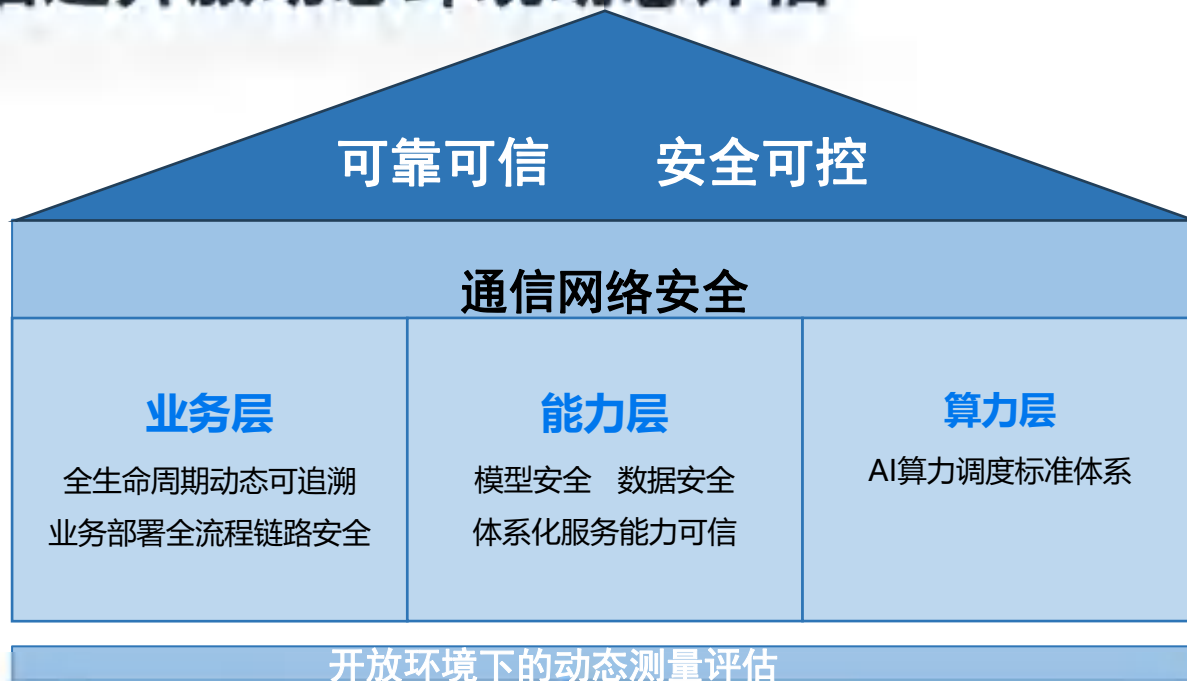 可靠可信 安全可控
通信网络安全
业务层
全生命周期动态可追溯
业务部署全流程链路安全
能力层
模型安全 数据安全
体系化服务能力可信
算力层
AI算力调度标准体系
开放环境下的动态测量评估